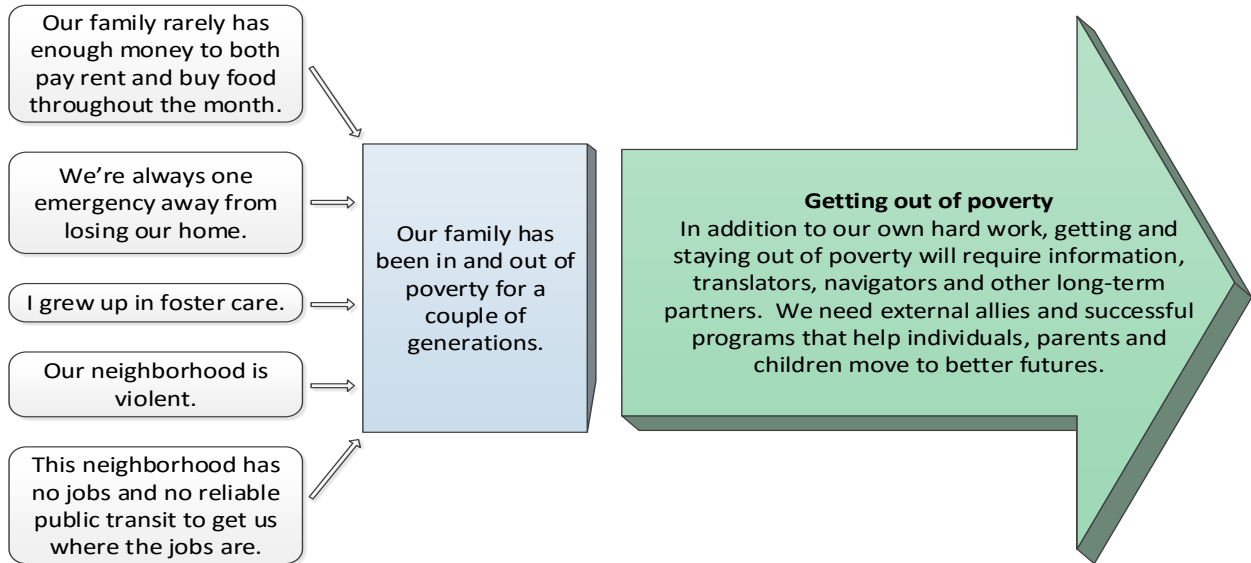 Our family rarely has
enough money to both
pay rent and buy food
throughout the month.
We’re always one
emergency away from
losing our home.
I grew up in foster care.
Our neighborhood is
violent.
This neighborhood has
no jobs and no reliable
public transit to get us
where the jobs are.
Our family has
been in and out of
poverty for a
couple of
generations.
Getting out of poverty
In addition to our own hard work, getting and
staying out of poverty will require information,
translators, navigators and other long-term
partners.  We need external allies and successful
programs that help individuals, parents and
children move to better futures.